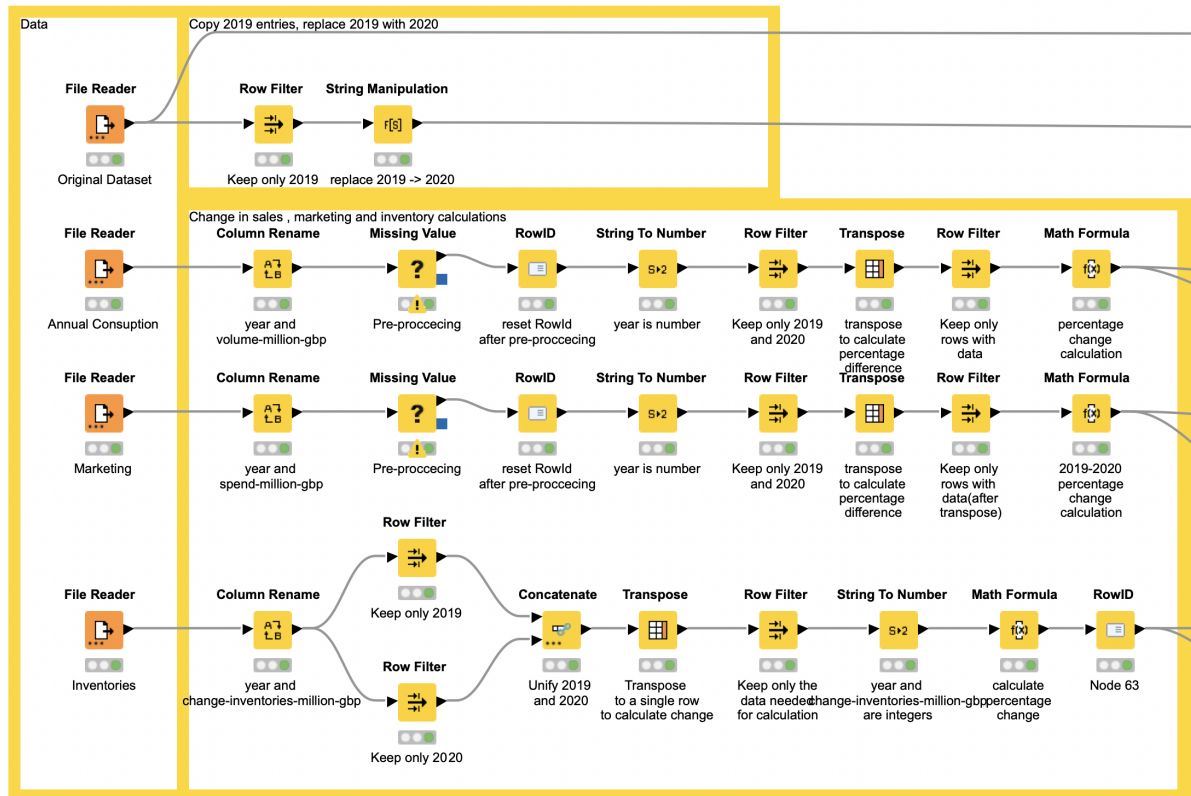 Data
Copy 2019 entries, replace 2019 with 2020
File Reader
Row Filter
String Manipulation
f[S]
Original Dataset
Keep only 2019
replace 2019 -> 2020
Change in sales , marketing and inventory calculations
File Reader
Column Rename
Missing Value
RowID
String To Number
Row Filter
Transpose
Row Filter
Math Formula
A
B
?
S 2
f(x)
!
Annual Consuption
year and
volume-million-gbp
Pre-proccecing
reset RowId
after pre-proccecing
year is number
Keep only 2019
and 2020
transpose
to calculate
percentage
difference
Keep only
rows with
data
percentage
change
calculation
File Reader
Column Rename
Missing Value
RowID
String To Number
Row Filter
Transpose
Row Filter
Math Formula
A
B
?
S 2
f(x)
!
Marketing
year and
spend-million-gbp
Pre-proccecing
reset RowId
after pre-proccecing
year is number
Keep only 2019
and 2020
transpose
to calculate
percentage
difference
Keep only
rows with
data(after
transpose)
2019-2020
percentage
change
calculation
Row Filter
Keep only 2019
File Reader
Column Rename
Concatenate
Transpose
Row Filter
String To Number
Math Formula
RowID
A
B
S 2
f(x)
Inventories
year and
change-inventories-million-gbp
Row Filter
Keep only 2020
Unify 2019
and 2020
Transpose
to a single row
to calculate change
Keep only the
data needed
for calculation
year and
change-inventories-million-gbp
are integers
calculate
percentage
change
Node 63